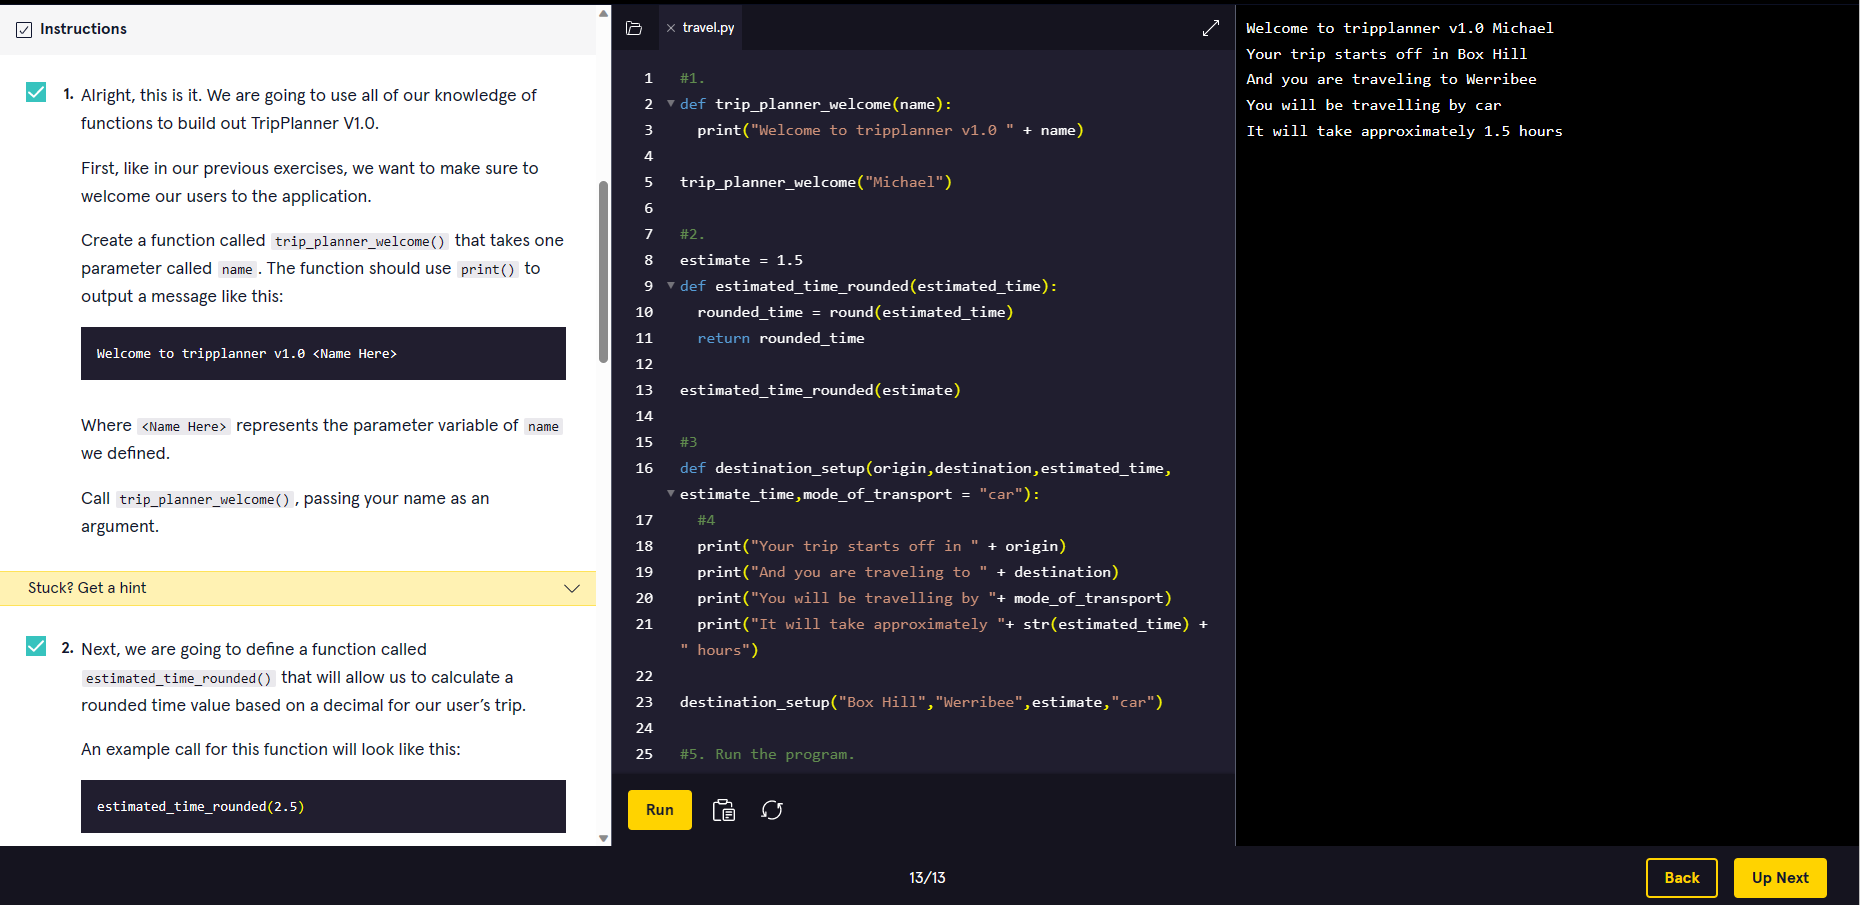 Instructions
1. Alright, this is it. We are going to use all of our knowledge of
functions to build out TripPlanner V1.0.
First, like in our previous exercises, we want to make sure to
welcome our users to the application.
Create a function called trip_planner_welcome() that takes one
parameter called name. The function should use print() to
output a message like this:
Welcome to tripplanner v1.0 <Name Here>
Where <Name Here> represents the parameter variable of name
we defined.
Call trip_planner_welcome(), passing your name as an
argument.
Stuck? Get a hint
2. Next, we are going to define a function called
estimated_time_rounded() that will allow us to calculate a
rounded time value based on a decimal for our user's trip.
An example call for this function will look like this:
estimated_time_rounded(2.5)
travel.py
1 #1.
2 def trip_planner_welcome(name):
3 print("Welcome to tripplanner v1.0 " + name)
4
5 trip_planner_welcome("Michael")
6
7 #2.
8 estimate = 1.5
9 def estimated_time_rounded(estimated_time):
10 rounded_time = round(estimated_time)
11 return rounded_time
12
13 estimated_time_rounded(estimate)
14
15 #3
16 def destination_setup(origin,destination,estimated_time,
estimate_time,mode_of_transport = "car"):
17 #4
18 print("Your trip starts off in " + origin)
19 print("And you are traveling to " + destination)
20 print("You will be travelling by "+ mode_of_transport)
21 print("It will take approximately "+ str(estimated_time) +
" hours")
22
23 destination_setup("Box Hill","Werribee",estimate,"car")
24
25 #5. Run the program.
Run
Welcome to tripplanner v1.0 Michael
Your trip starts off in Box Hill
And you are traveling to Werribee
You will be travelling by car
It will take approximately 1.5 hours
13/13
Back
Up Next